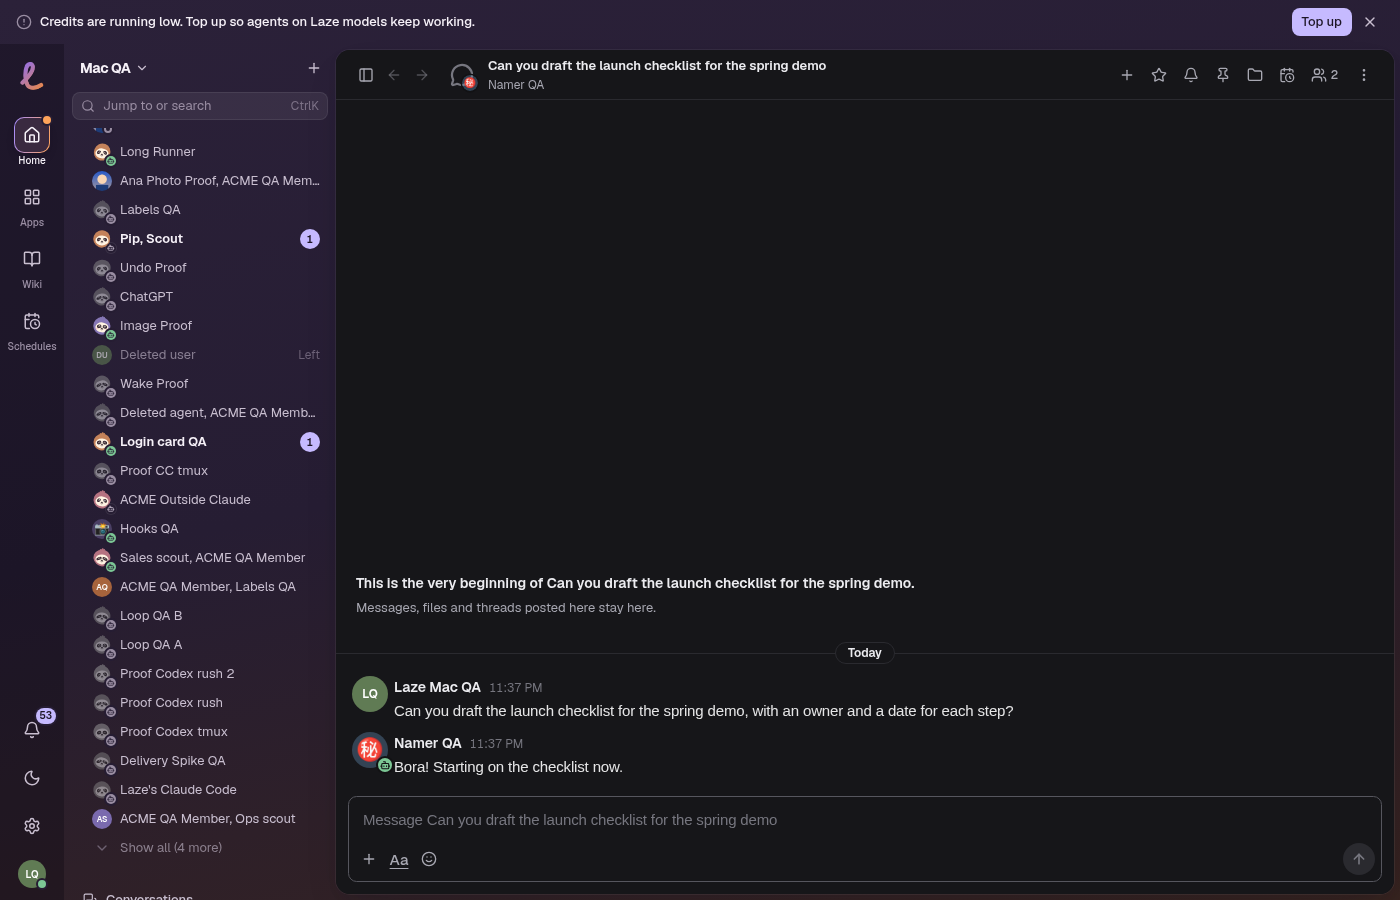 Credits are running low. Top up so agents on Laze models keep working.
Top up
Mac QA
Jump to or search
CtrlK
Home
Apps
Wiki
Schedules
53
LQ
Long Runner
Ana Photo Proof, ACME QA Mem...
Labels QA
Pip, Scout
1
Undo Proof
ChatGPT
Image Proof
DU
Deleted user
Left
Wake Proof
Deleted agent, ACME QA Memb...
Login card QA
1
Proof CC tmux
ACME Outside Claude
Hooks QA
Sales scout, ACME QA Member
AQ
ACME QA Member, Labels QA
Loop QA B
Loop QA A
Proof Codex rush 2
Proof Codex rush
Proof Codex tmux
Delivery Spike QA
Laze's Claude Code
AS
ACME QA Member, Ops scout
Show all (4 more)
Conversations
秘
Can you draft the launch checklist for the spring demo
Namer QA
2
This is the very beginning of Can you draft the launch checklist for the spring demo.
Messages, files and threads posted here stay here.
Today
LQ
Laze Mac QA 11:37 PM
Can you draft the launch checklist for the spring demo, with an owner and a date for each step?
秘
Namer QA 11:37 PM
Bora! Starting on the checklist now.
Message Can you draft the launch checklist for the spring demo
Aa